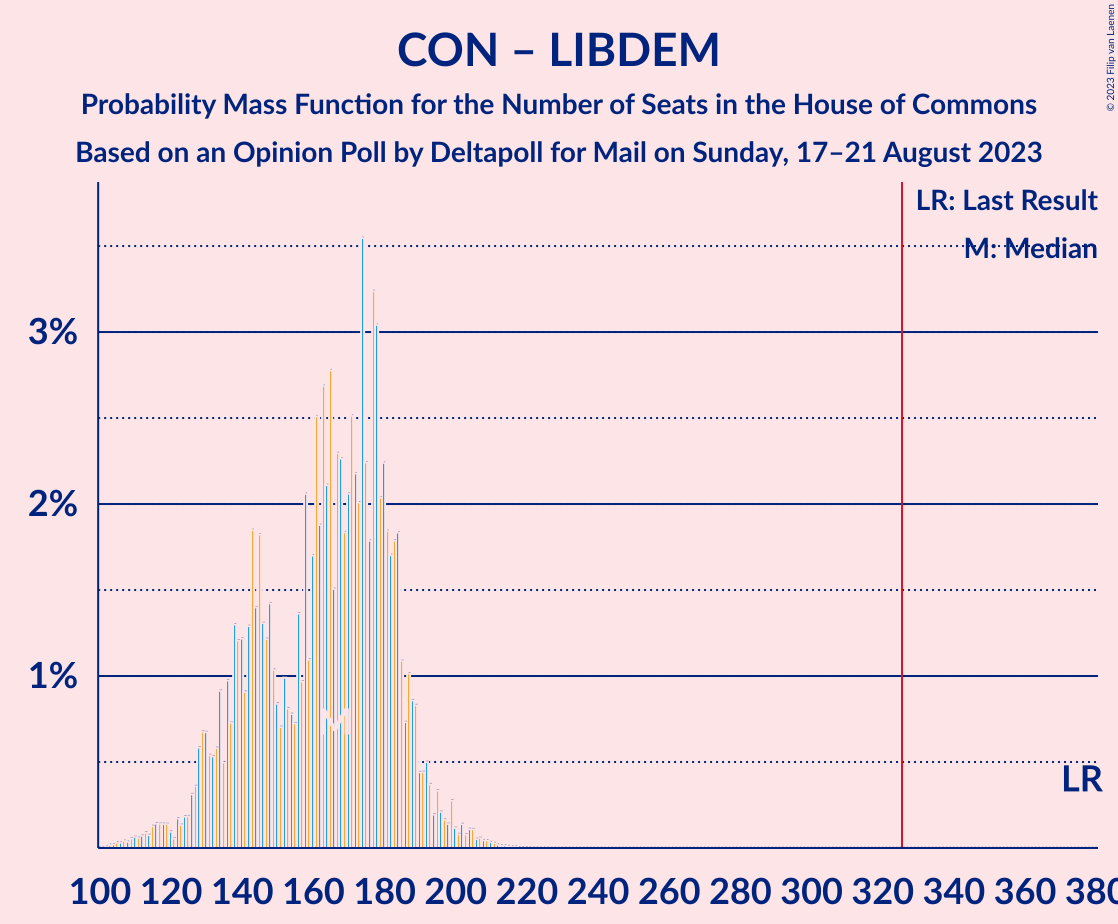 CON – LIBDEM
Probability Mass Function for the Number of Seats in the House of Commons
Based on an Opinion Poll by Deltapoll for Mail on Sunday, 17–21 August 2023
© 2023 Filip van Laenen
LR: Last Result
M: Median
3%
2%
1%
M
LR
100 120 140 160 180 200 220 240 260 280 300 320 340 360 380